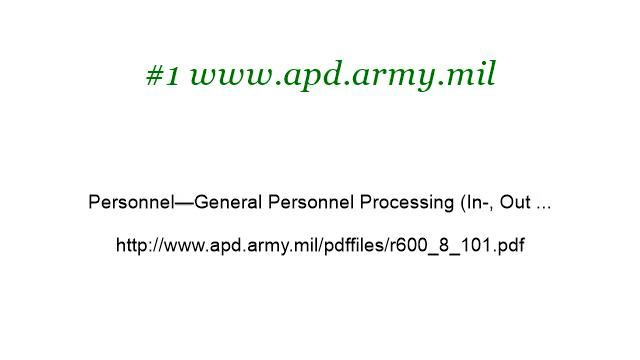 #1 www.apd.army.mil
Personnel—General Personnel Processing (In-, Out ...
http://www.apd.army.mil/pdffiles/r600_8_101.pdf